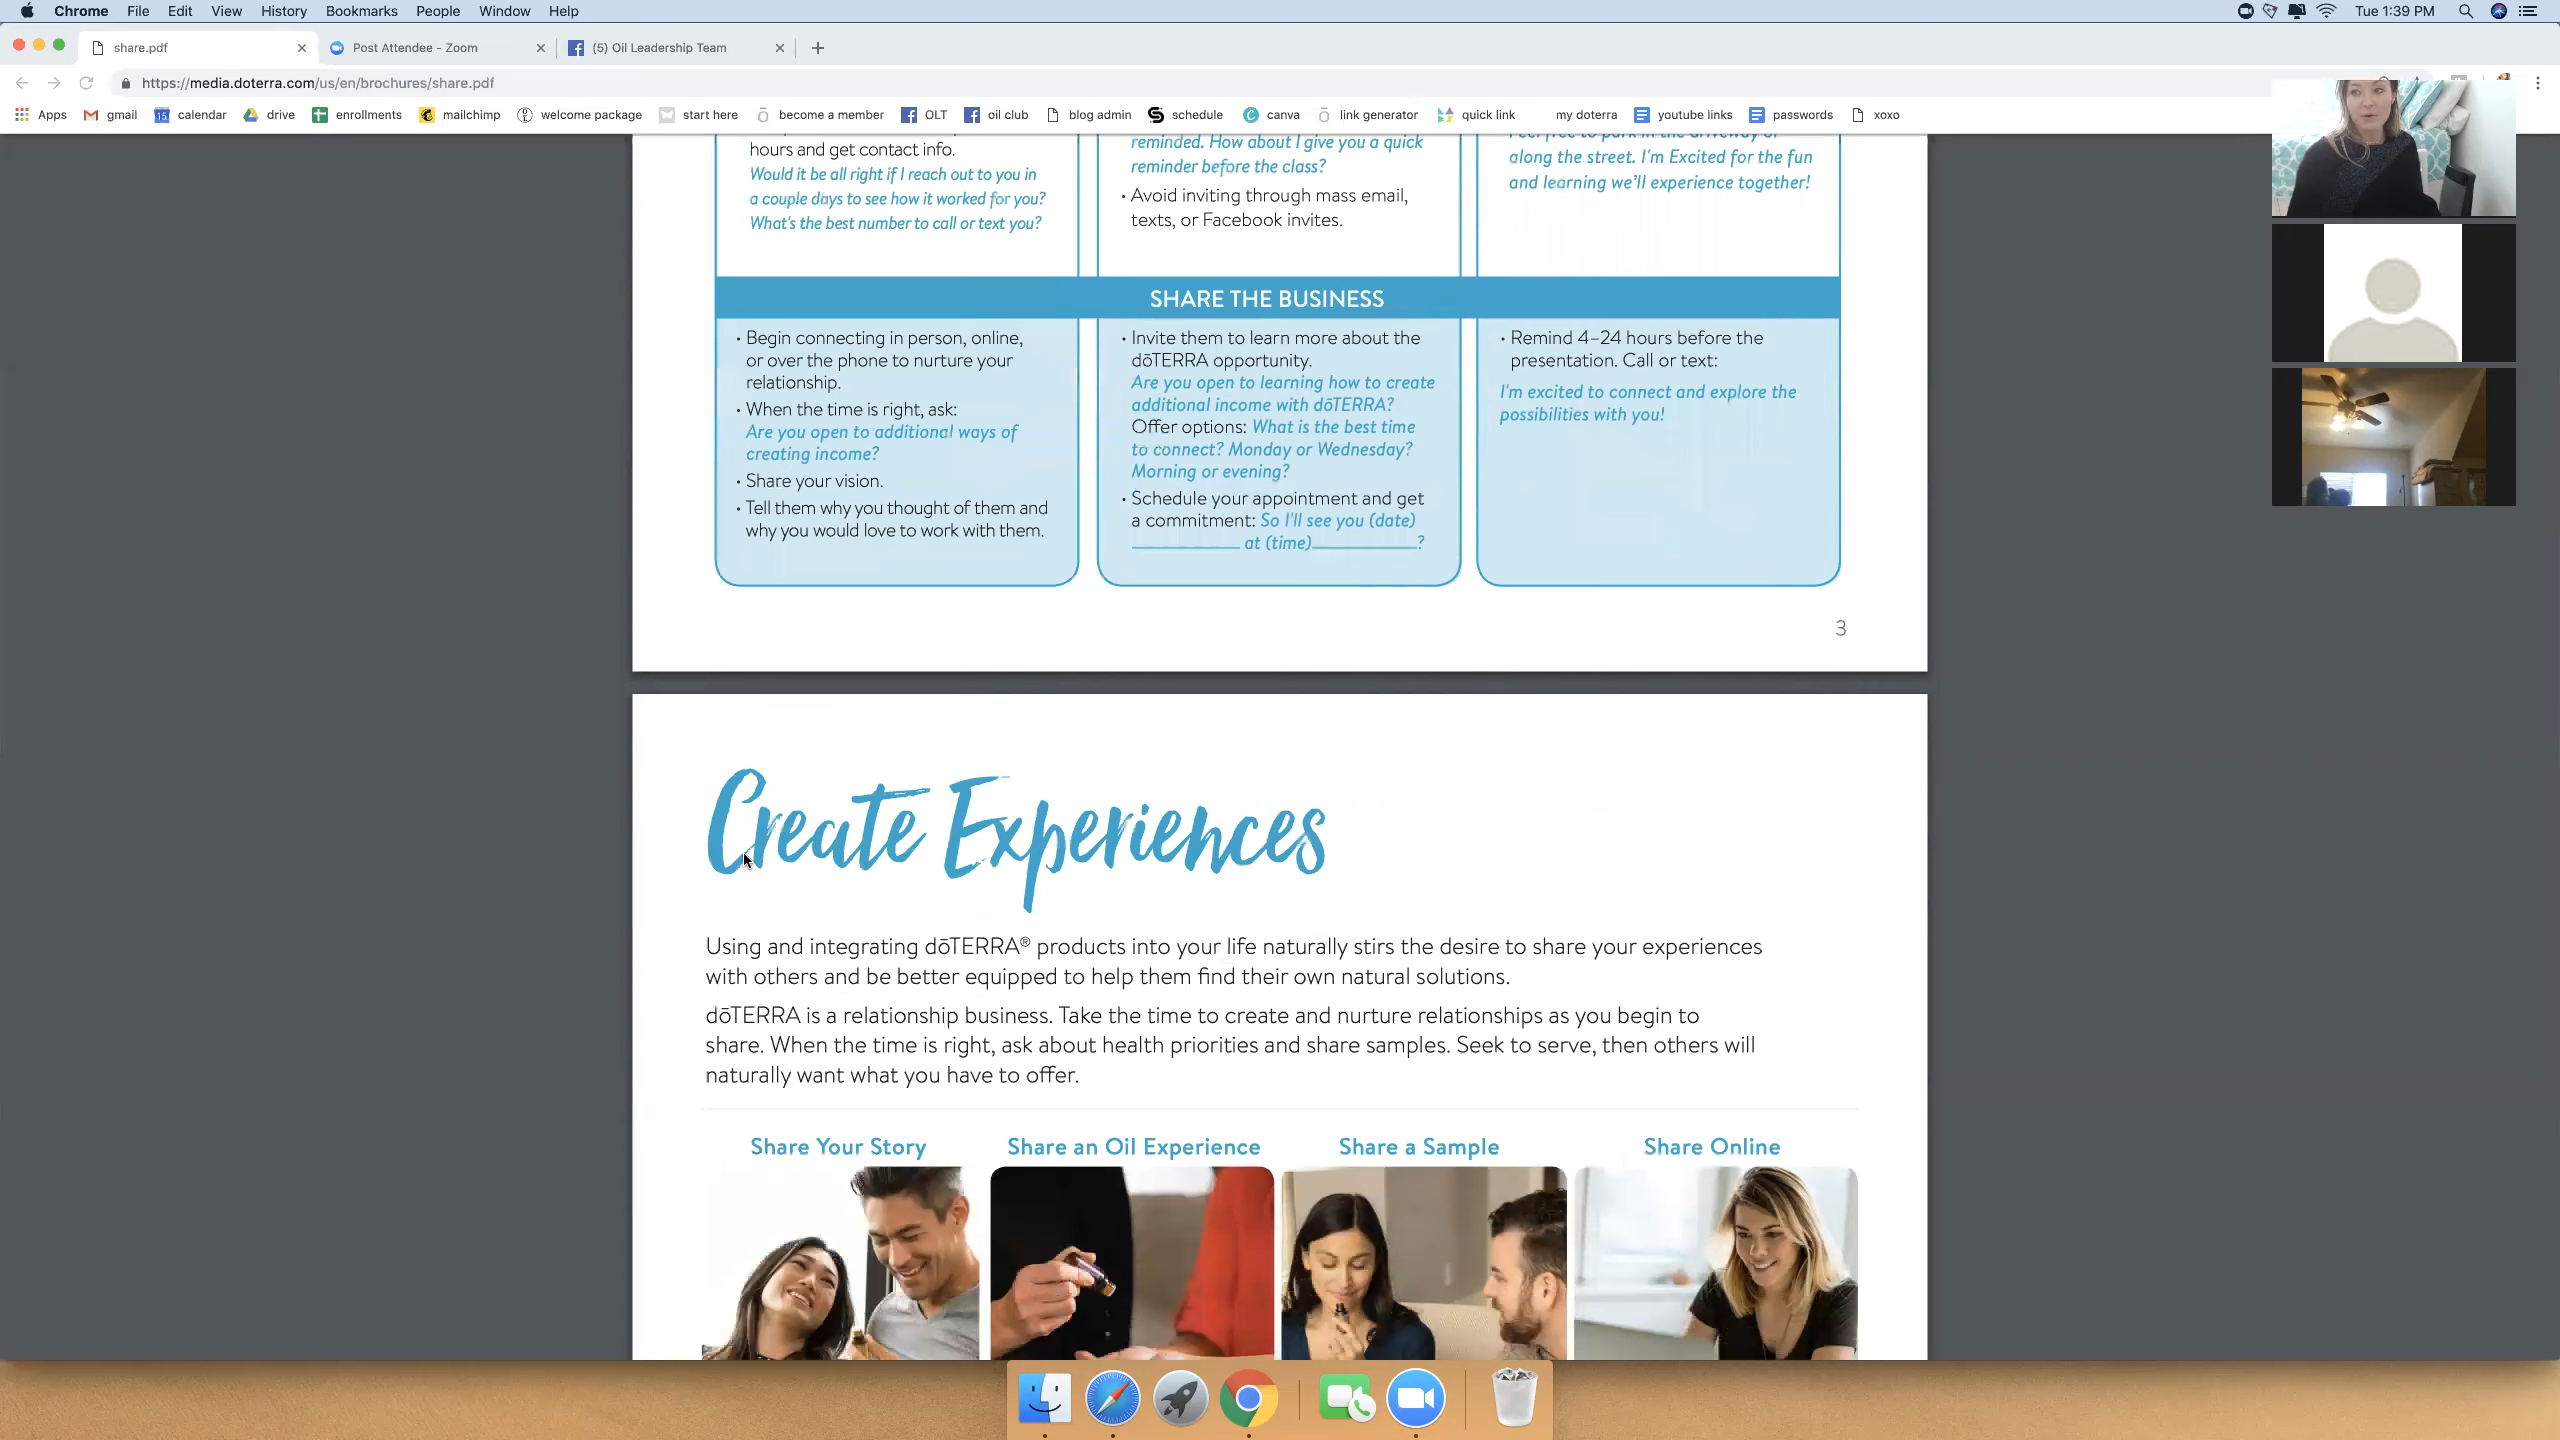 Chrome File Edit View History Bookmarks People Window Help Tue 1:39 PM
share.pdf Post Attendee - Zoom (5) Oil Leadership Team
https://media.doterra.com/us/en/brochures/share.pdf
Apps gmail calendar drive enrollments mailchimp welcome package start here become a member OLT oil club blog admin schedule canva link generator quick link my doterra youtube links passwords xoxo
hours and get contact info.
Would it be all right if I reach out to you in
a couple days to see how it worked for you?
What's the best number to call or text you?
reminded. How about I give you a quick
reminder before the class?
• Avoid inviting through mass email,
texts, or Facebook invites.
Feel free to park in the driveway or
along the street. I'm Excited for the fun
and learning we'll experience together!
SHARE THE BUSINESS
• Begin connecting in person, online,
or over the phone to nurture your
relationship.
• When the time is right, ask:
Are you open to additional ways of
creating income?
• Share your vision.
• Tell them why you thought of them and
why you would love to work with them.
• Invite them to learn more about the
dōTERRA opportunity.
Are you open to learning how to create
additional income with dōTERRA?
Offer options: What is the best time
to connect? Monday or Wednesday?
Morning or evening?
• Schedule your appointment and get
a commitment: So I'll see you (date)
__________ at (time)__________?
• Remind 4–24 hours before the
presentation. Call or text:
I'm excited to connect and explore the
possibilities with you!
3
Create Experiences
Using and integrating dōTERRA® products into your life naturally stirs the desire to share your experiences
with others and be better equipped to help them find their own natural solutions.
dōTERRA is a relationship business. Take the time to create and nurture relationships as you begin to
share. When the time is right, ask about health priorities and share samples. Seek to serve, then others will
naturally want what you have to offer.
Share Your Story
Share an Oil Experience
Share a Sample
Share Online